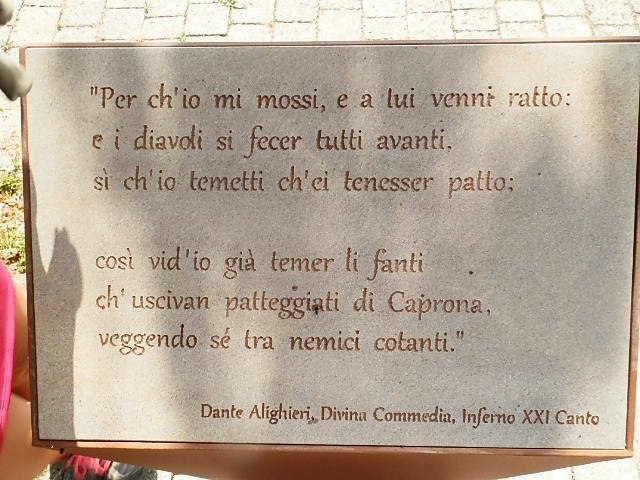 "Per ch'io mi mossi, e a lui venni ratto:
e i diavoli si fecer tutti avanti,
sì ch'io temetti ch'ei tenesser patto;
così vid'io già temer li fanti
ch'uscivan patteggiati di Caprona,
veggendo sé tra nemici cotanti."
Dante Alighieri, Divina Commedia, Inferno XXI Canto